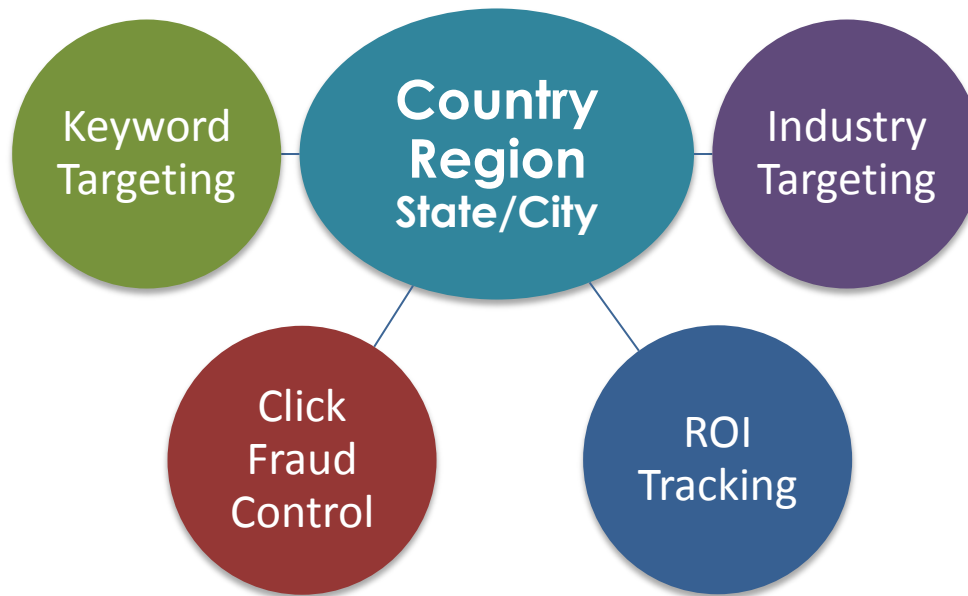 Keyword
Targeting
Country
Region
State/City
Industry
Targeting
Click
Fraud
Control
ROI
Tracking